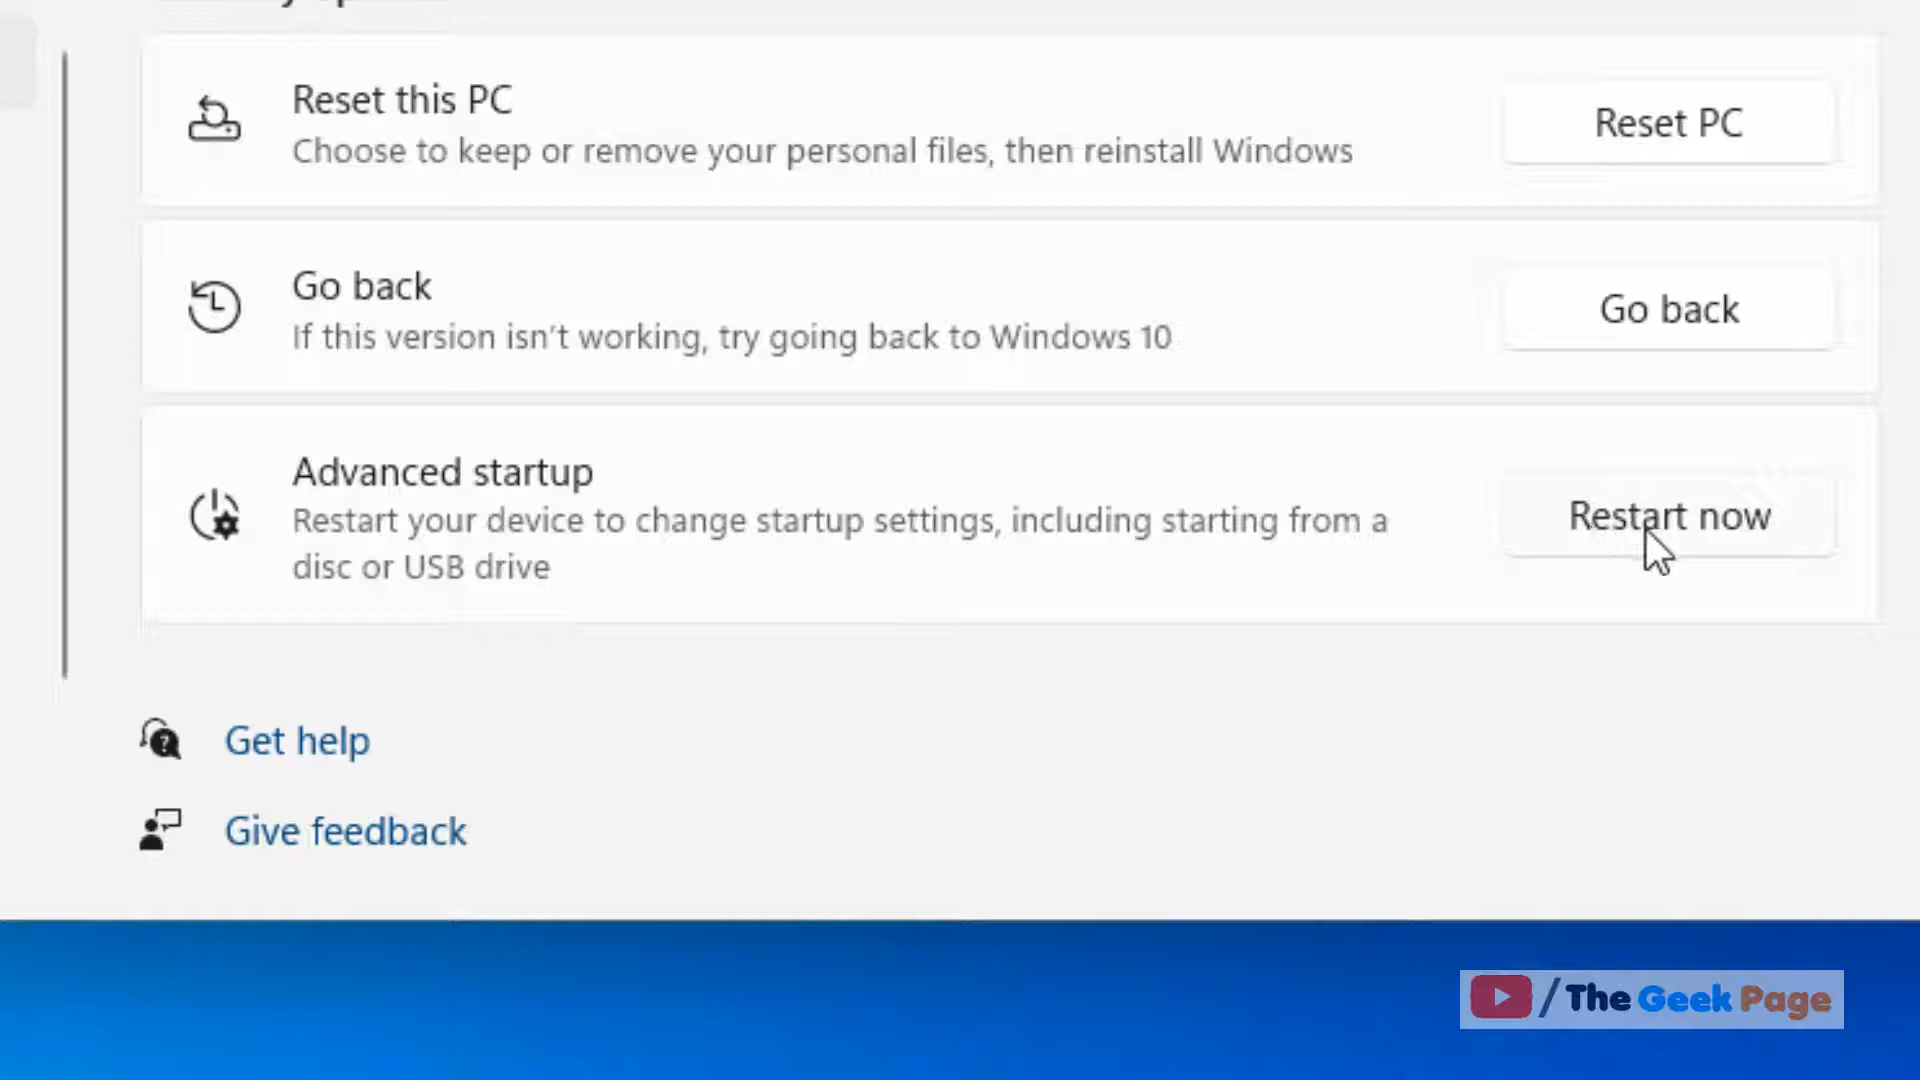 Reset this PC
Choose to keep or remove your personal files, then reinstall Windows
Reset PC
Go back
If this version isn't working, try going back to Windows 10
Go back
Advanced startup
Restart your device to change startup settings, including starting from a
disc or USB drive
Restart now
Get help
Give feedback
/The Geek Page